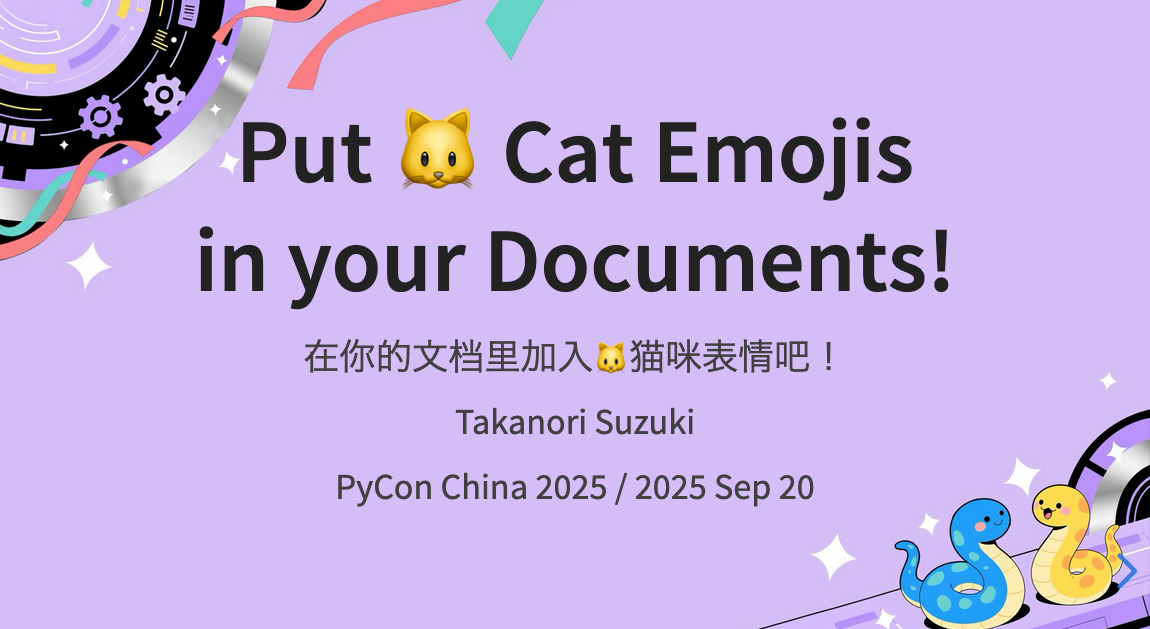 Put 🐱 Cat Emojis
in your Documents!
在你的文档里加入🐱猫咪表情吧！
Takanori Suzuki
PyCon China 2025 / 2025 Sep 20